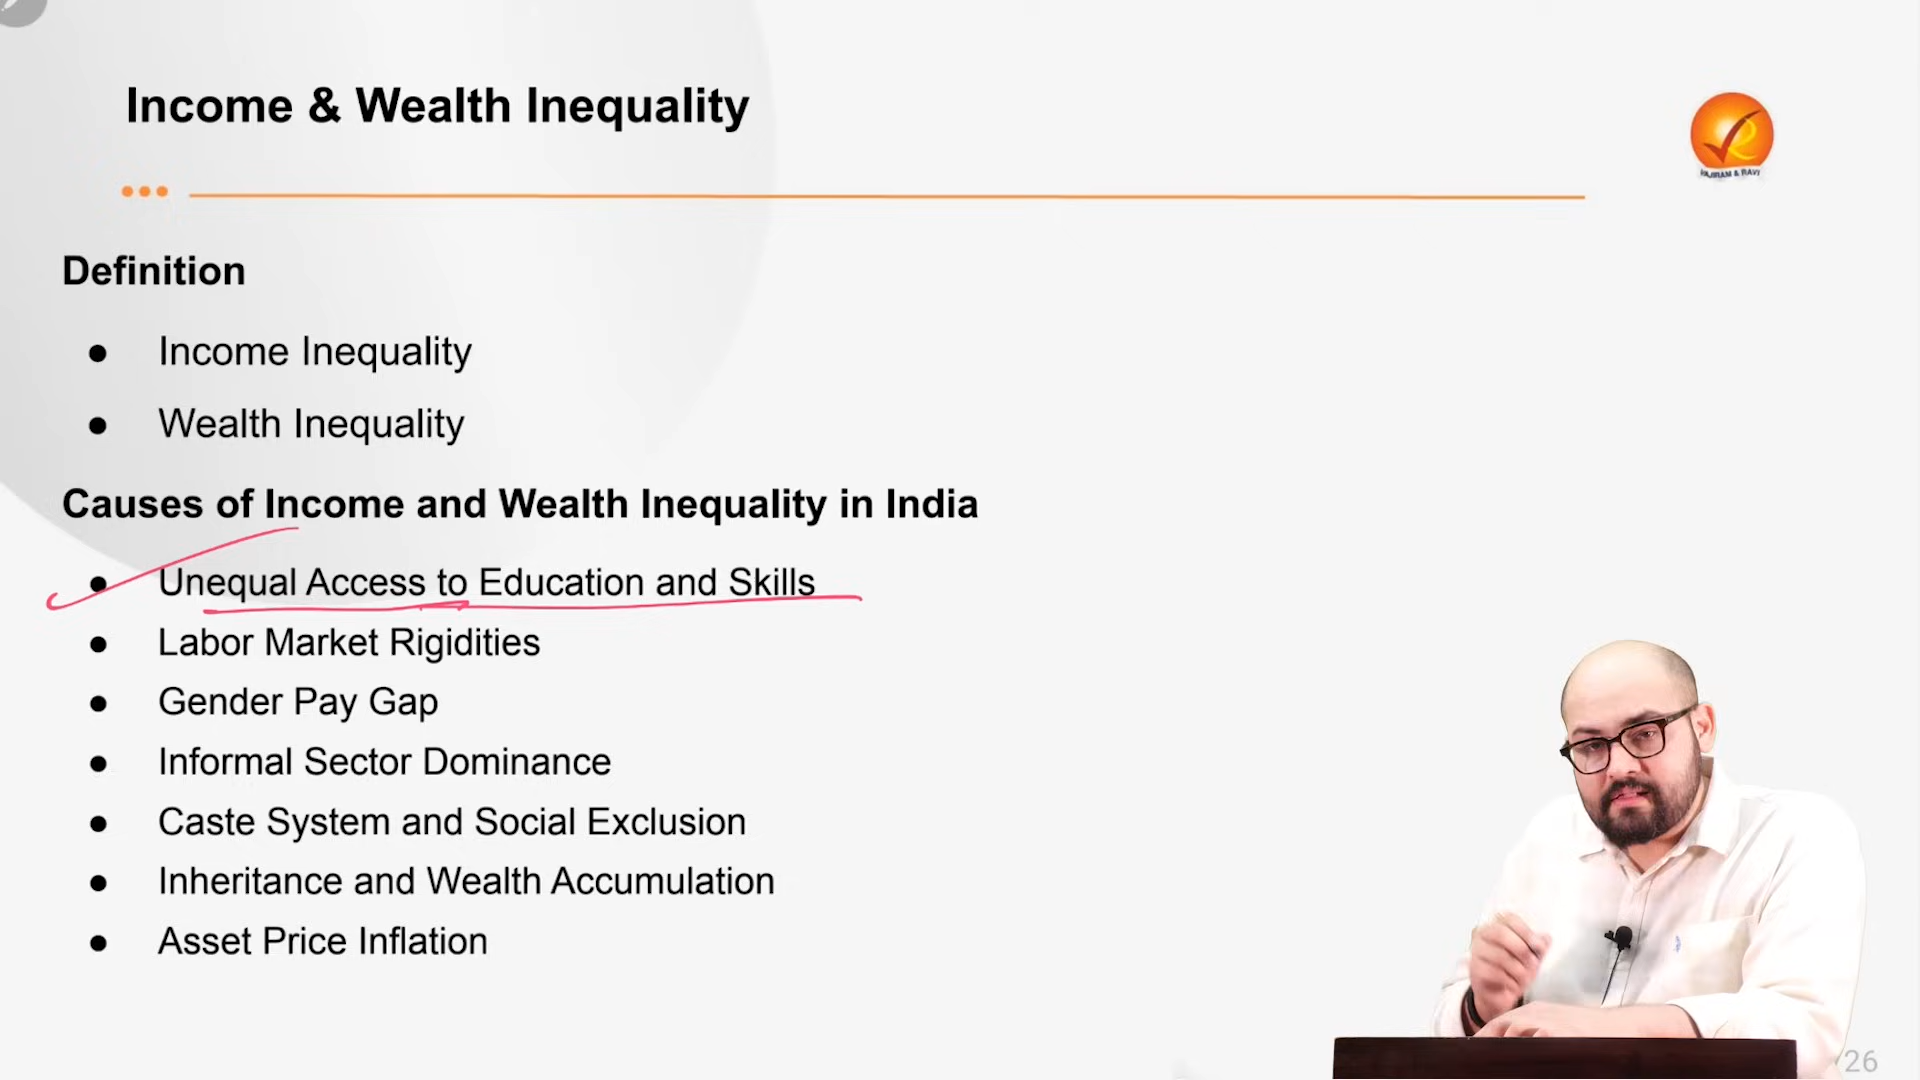 Income & Wealth Inequality
VAJIRAM & RAVI
Definition
● Income Inequality
● Wealth Inequality
Causes of Income and Wealth Inequality in India
● Unequal Access to Education and Skills
● Labor Market Rigidities
● Gender Pay Gap
● Informal Sector Dominance
● Caste System and Social Exclusion
● Inheritance and Wealth Accumulation
● Asset Price Inflation
26